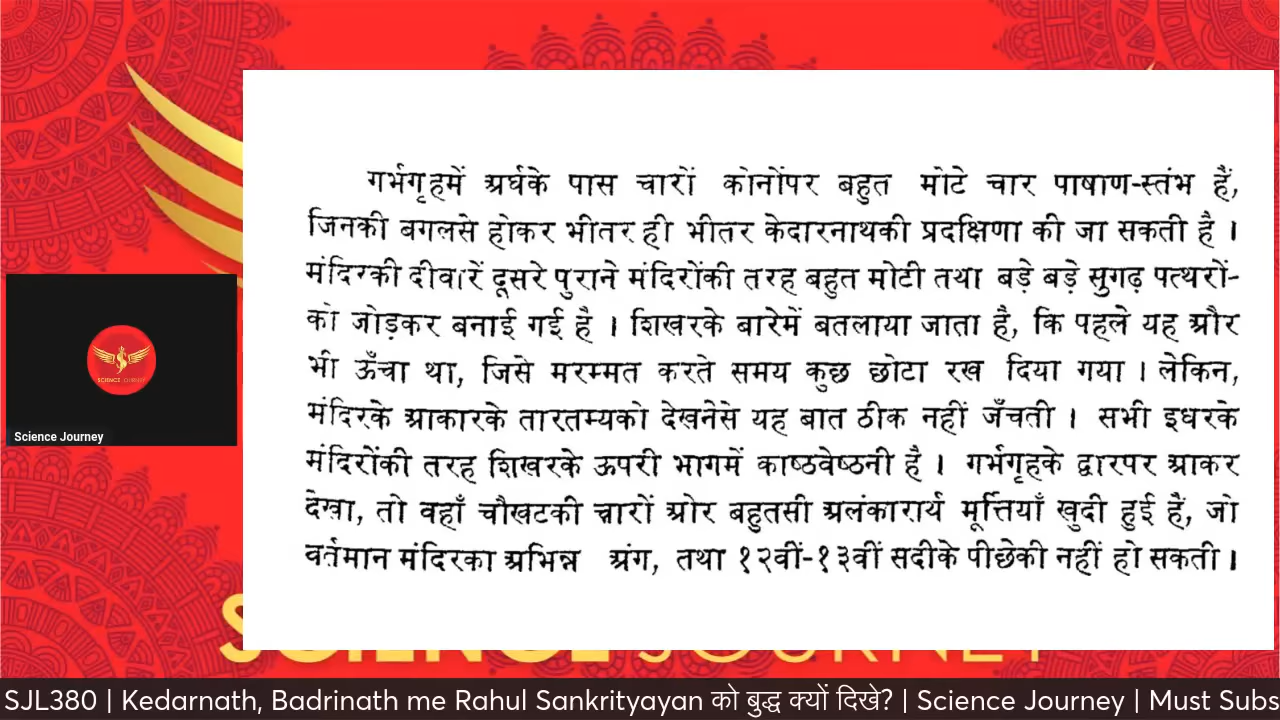 गर्भगृहमें अर्घके पास चारों कोनोंपर बहुत मोटे चार पाषाण-स्तंभ हैं,
जिनकी बगलसे होकर भीतर ही भीतर केदारनाथकी प्रदक्षिणा की जा सकती है ।
मंदिरकी दीवारें दूसरे पुराने मंदिरोंकी तरह बहुत मोटी तथा बड़े बड़े सुगढ़ पत्थरों-
को जोड़कर बनाई गई है । शिखरके बारेमें बतलाया जाता है, कि पहले यह और
भी ऊँचा था, जिसे मरम्मत करते समय कुछ छोटा रख दिया गया । लेकिन,
मंदिरके आकारके तारतम्यको देखनेसे यह बात ठीक नहीं जँचती । सभी इधरके
मंदिरोंकी तरह शिखरके ऊपरी भागमें काष्ठवेष्ठनी है । गर्भगृहके द्वारपर आकर
देखा, तो वहाँ चौखटकी चारों ओर बहुतसी अलंकारार्थ मूर्त्तियाँ खुदी हुई हैं, जो
वर्तमान मंदिरका अभिन्न अंग, तथा १२वीं-१३वीं सदीके पीछेकी नहीं हो सकती ।
SCIENCE JOURNEY
Science Journey
SCIENCE JOURNEY
SJL380 | Kedarnath, Badrinath me Rahul Sankrityayan को बुद्ध क्यों दिखे? | Science Journey | Must Subs